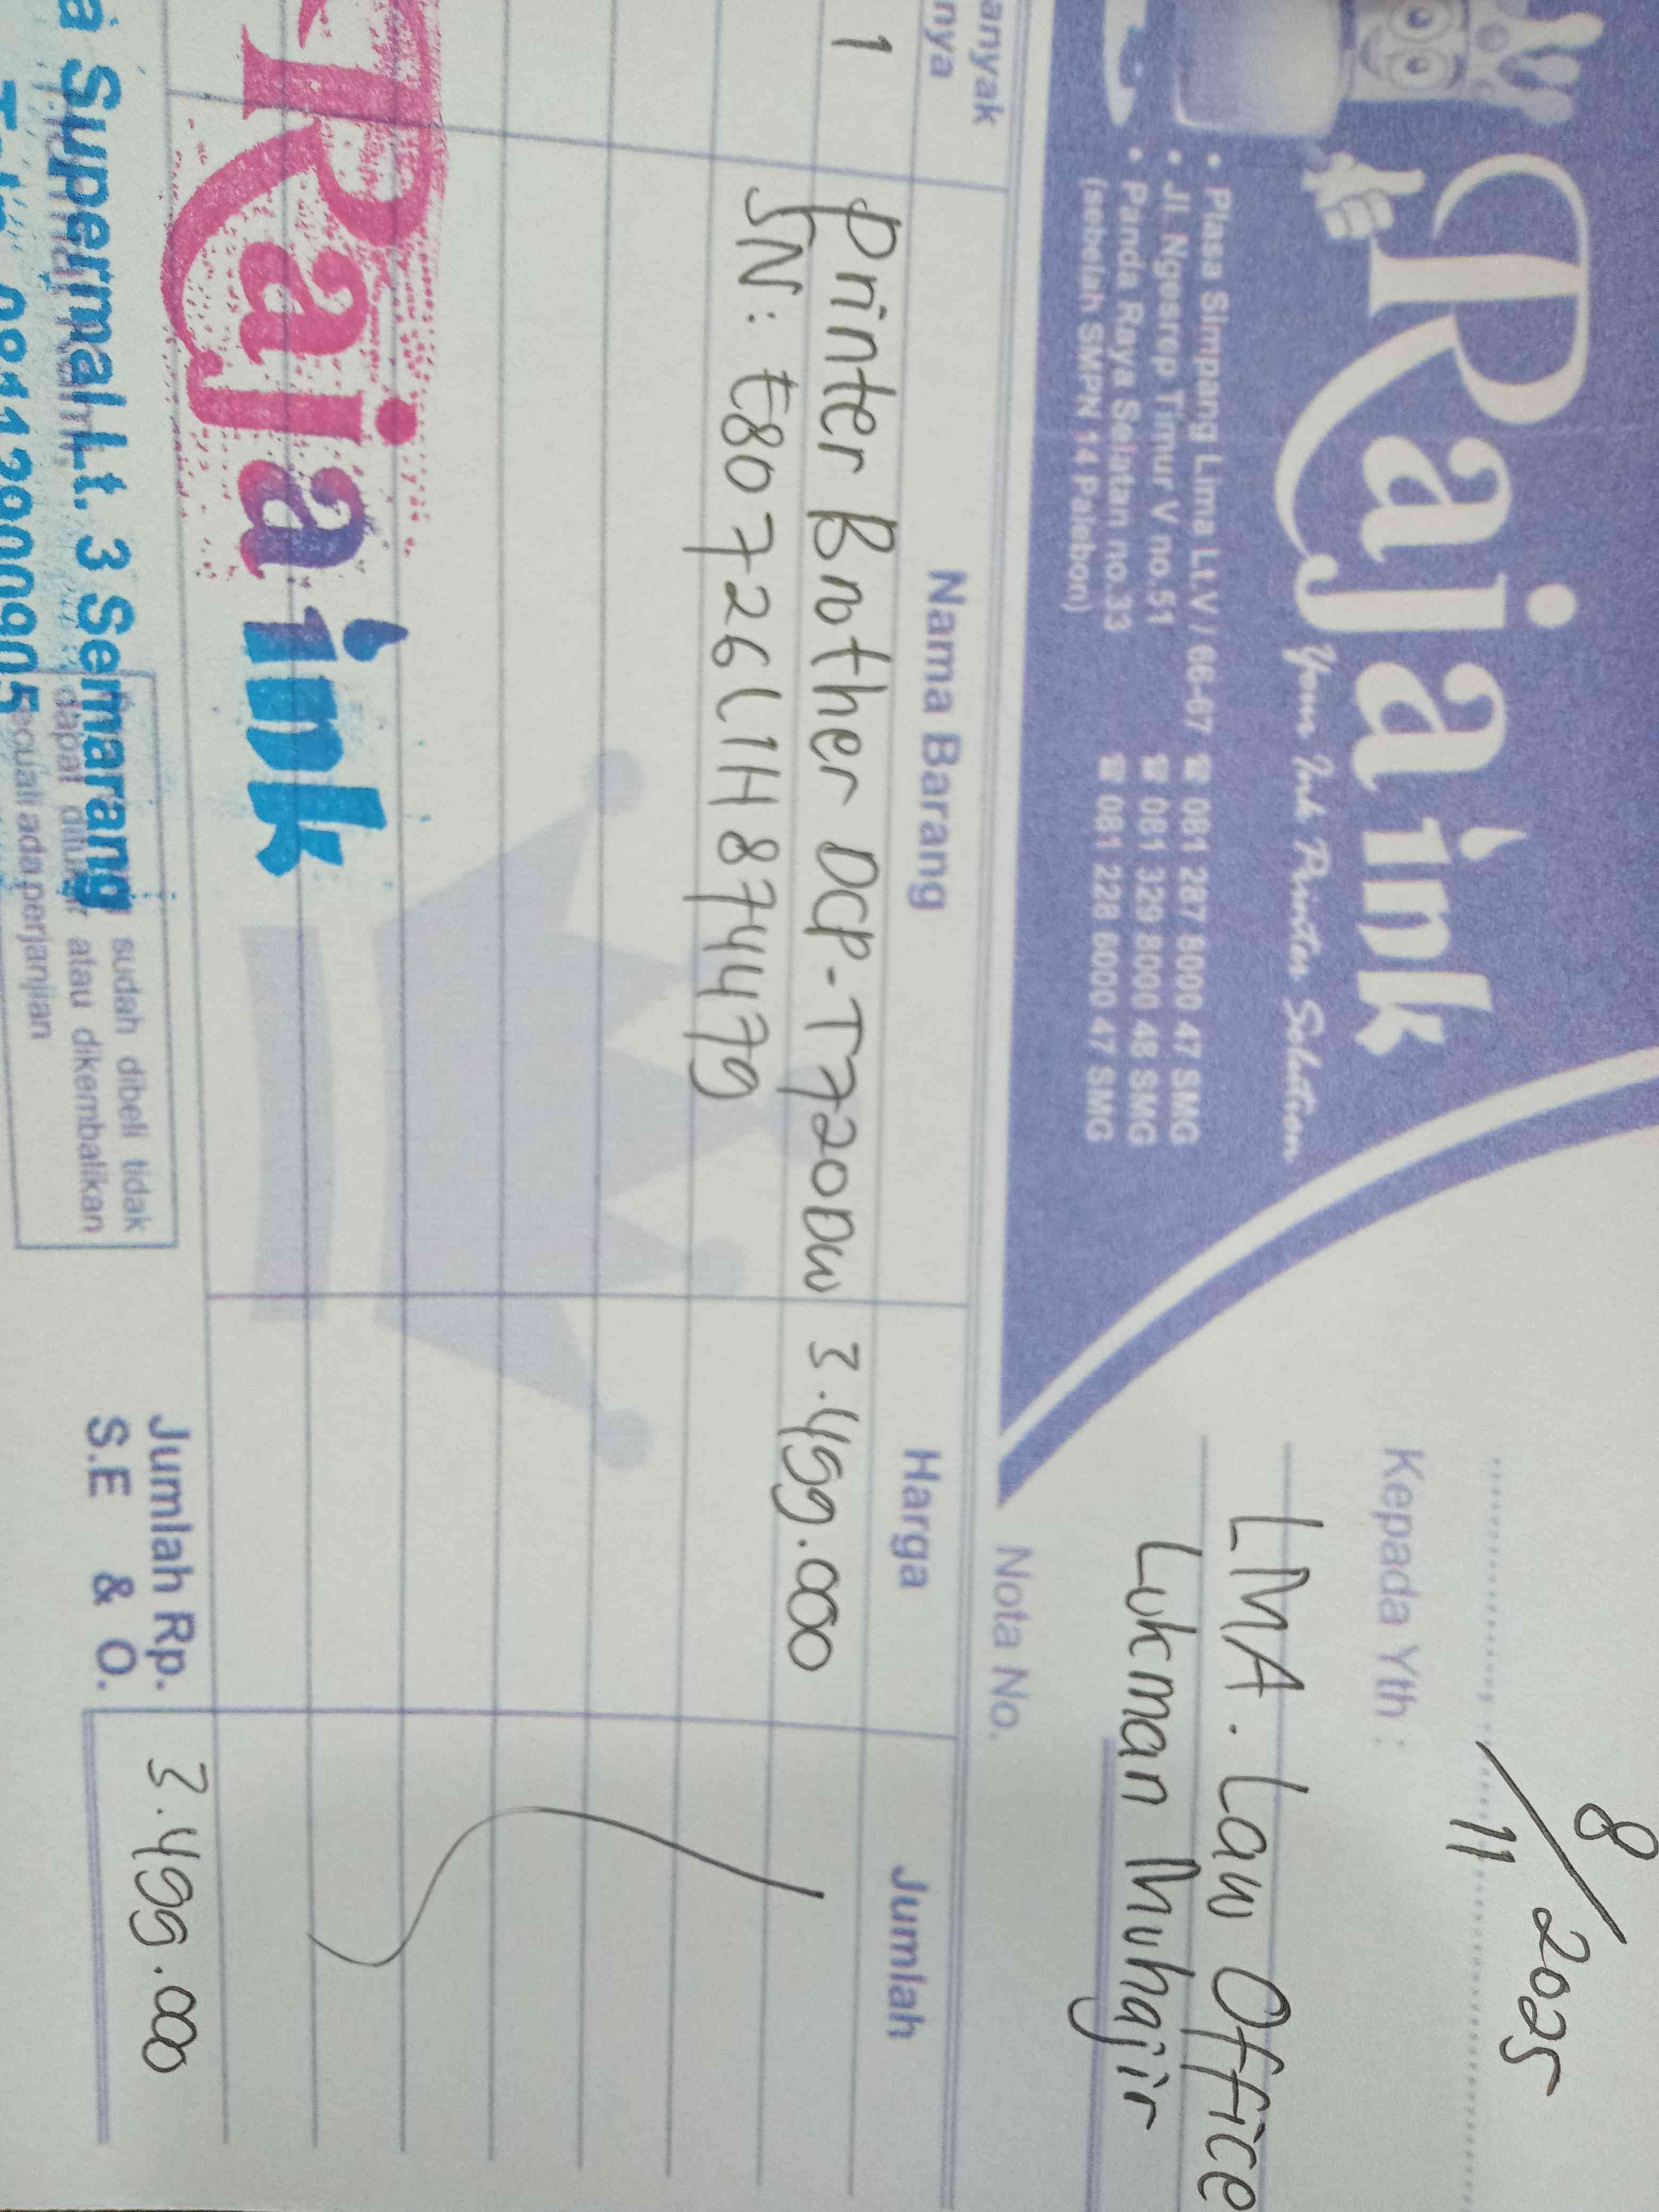 Raja ink
Your Ink Printer Solution
• Plasa Simpang Lima Lt.V / 66-67 ☎ 081 287 8000 47 SMG
• Jl. Ngesrep Timur V no.51 ☎ 081 329 8000 48 SMG
• Panda Raya Selatan no.33 ☎ 081 228 6000 47 SMG
(sebelah SMPN 14 Palebon)
8/11 2025
Kepada Yth :
LMA. Law Office
Lukman Muhajir
Nota No.
anyak
nya
Nama Barang
Harga
Jumlah
1 Printer Brother DCP-T720DW 3.499.000
SN: E80726L1H874479
Raja ink
a Supermal Lt. 3 Semarang
08112900905
sudah dibeli tidak
dapat ditukar atau dikembalikan
kecuali ada perjanjian
Jumlah Rp. 3.499.000
S.E & O.